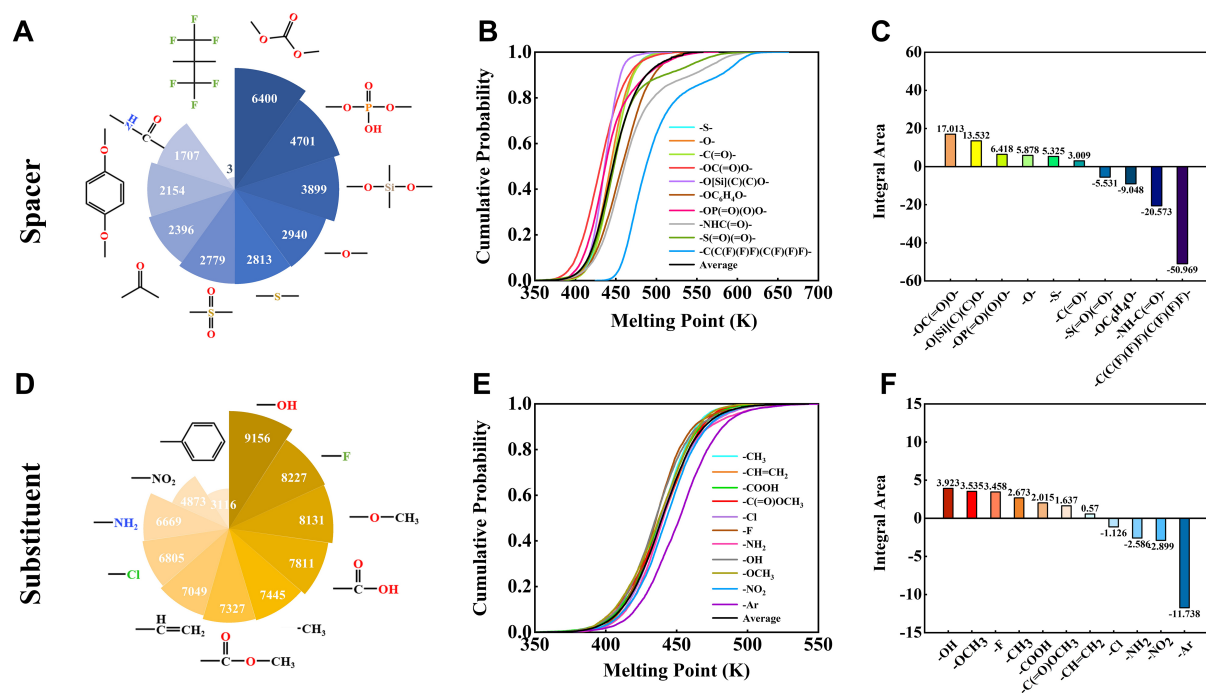 A
Spacer
F
F
F
F
F
F
O
O
O
O
O
P
O
OH
O
Si
O
O
S
O
S
O
O
O
O
H
N
C
O
6400
4701
3899
2940
2813
2779
2396
2154
1707
3
B
Cumulative Probability
1.0
0.8
0.6
0.4
0.2
0.0
350
400
450
500
550
600
650
700
Melting Point (K)
-S-
-O-
-C(=O)-
-OC(=O)O-
-O[Si](C)(C)O-
-OC6H4O-
-OP(=O)(O)O-
-NHC(=O)-
-S(=O)(=O)-
-C(C(F)(F)F)(C(F)(F)F)-
Average
C
Integral Area
60
40
20
0
-20
-40
-60
17.013
13.532
6.418
5.878
5.325
3.009
-5.531
-9.048
-20.573
-50.969
-OC(=O)O-
-O[Si](C)(C)O-
-OP(=O)(O)O-
-O-
-S-
-C(=O)-
-S(=O)(=O)-
-OC6H4O-
-NH-C(=O)-
-C(C(F)(F)F)(C(F)(F)F)-
D
Substituent
OH
F
O CH3
O
C OH
-CH3
O
C O CH3
H
C=CH2
Cl
NH2
NO2
9156
8227
8131
7811
7445
7327
7049
6805
6669
4873
3116
E
Cumulative Probability
1.0
0.8
0.6
0.4
0.2
0.0
350
400
450
500
550
Melting Point (K)
-CH3
-CH=CH2
-COOH
-C(=O)OCH3
-Cl
-F
-NH2
-OH
-OCH3
-NO2
-Ar
Average
F
Integral Area
15
10
5
0
-5
-10
-15
3.923
3.535
3.458
2.673
2.015
1.637
0.57
-1.126
-2.586
-2.899
-11.738
-OH
-OCH3
-F
-CH3
-COOH
-C(=O)OCH3
-CH=CH2
-Cl
-NH2
-NO2
-Ar